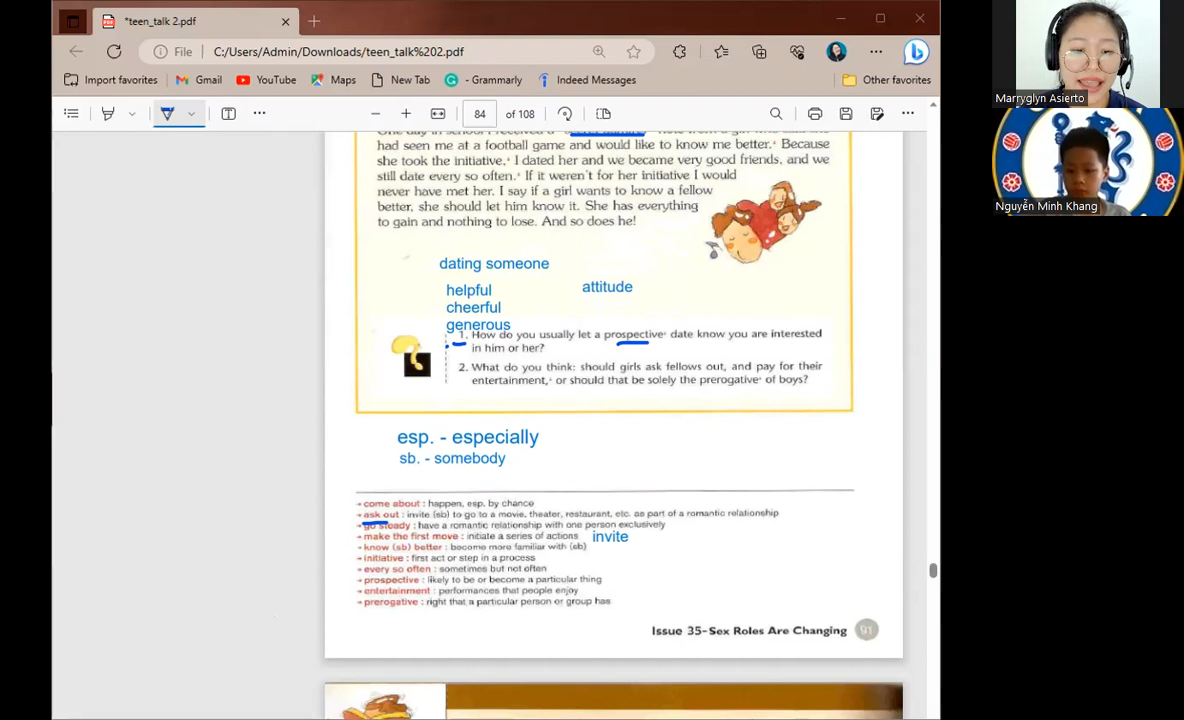 *teen_talk 2.pdf
File C:/Users/Admin/Downloads/teen_talk%202.pdf
Import favorites Gmail YouTube Maps New Tab - Grammarly Indeed Messages Other favorites
84 of 108
One day in school I received a note from a girl who said she
had seen me at a football game and would like to know me better. Because
she took the initiative, I dated her and we became very good friends, and we
still date every so often. If it weren't for her initiative I would
never have met her. I say if a girl wants to know a fellow
better, she should let him know it. She has everything
to gain and nothing to lose. And so does he!
dating someone
helpful
attitude
cheerful
generous
1. How do you usually let a prospective date know you are interested
in him or her?
2. What do you think: should girls ask fellows out, and pay for their
entertainment, or should that be solely the prerogative of boys?
esp. - especially
sb. - somebody
come about : happen, esp. by chance
ask out : invite (sb) to go to a movie, theater, restaurant, etc. as part of a romantic relationship
go steady : have a romantic relationship with one person exclusively
make the first move : initiate a series of actions
invite
know (sb) better : become more familiar with (sb)
initiative : first act or step in a process
every so often : sometimes but not often
prospective : likely to be or become a particular thing
entertainment : performances that people enjoy
prerogative : right that a particular person or group has
Issue 35-Sex Roles Are Changing 91
Marryglyn Asierto
Nguyễn Minh Khang